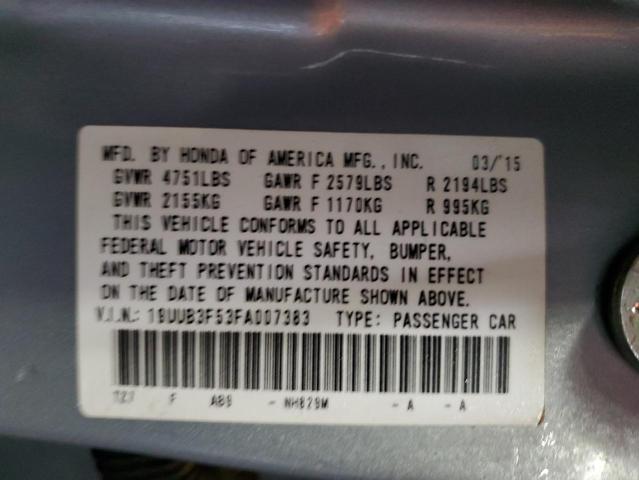 MFD. BY HONDA OF AMERICA MFG., INC. 03/'15
GVWR 4751LBS GAWR F 2579LBS R 2194LBS
GVWR 2155KG GAWR F 1170KG R 995KG
THIS VEHICLE CONFORMS TO ALL APPLICABLE
FEDERAL MOTOR VEHICLE SAFETY, BUMPER,
AND THEFT PREVENTION STANDARDS IN EFFECT
ON THE DATE OF MANUFACTURE SHOWN ABOVE.
V.I.N.: 19UUB3F53FA007383 TYPE: PASSENGER CAR
F AB9 - NH829M - A - A